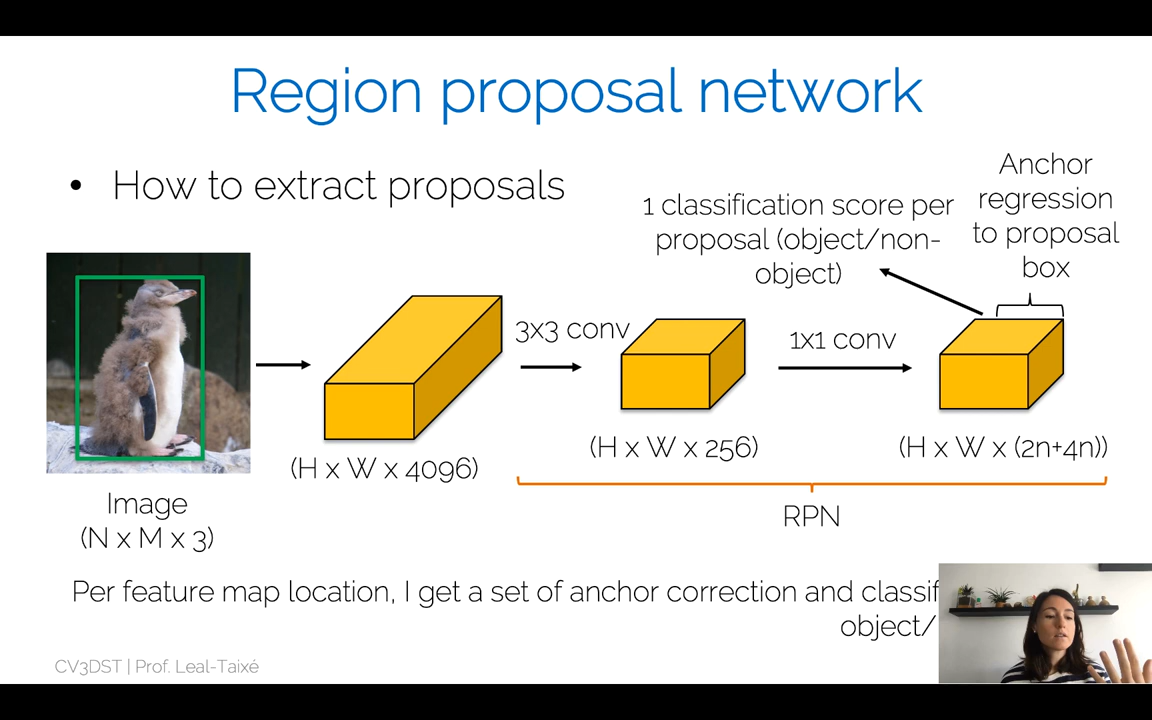 Region proposal network
• How to extract proposals
1 classification score per
proposal (object/non-
object)
Anchor
regression
to proposal
box
3x3 conv
1x1 conv
(H x W x 4096)
(H x W x 256)
(H x W x (2n+4n))
RPN
Image
(N x M x 3)
Per feature map location, I get a set of anchor correction and
object/
CV3DST | Prof. Leal-Taixé